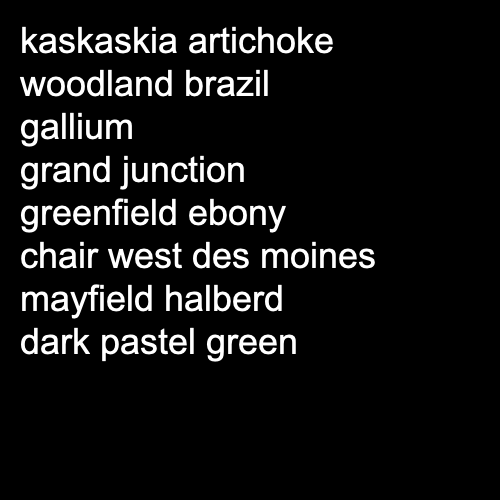 kaskaskia artichoke
woodland brazil
gallium
grand junction
greenfield ebony
chair west des moines
mayfield halberd
dark pastel green